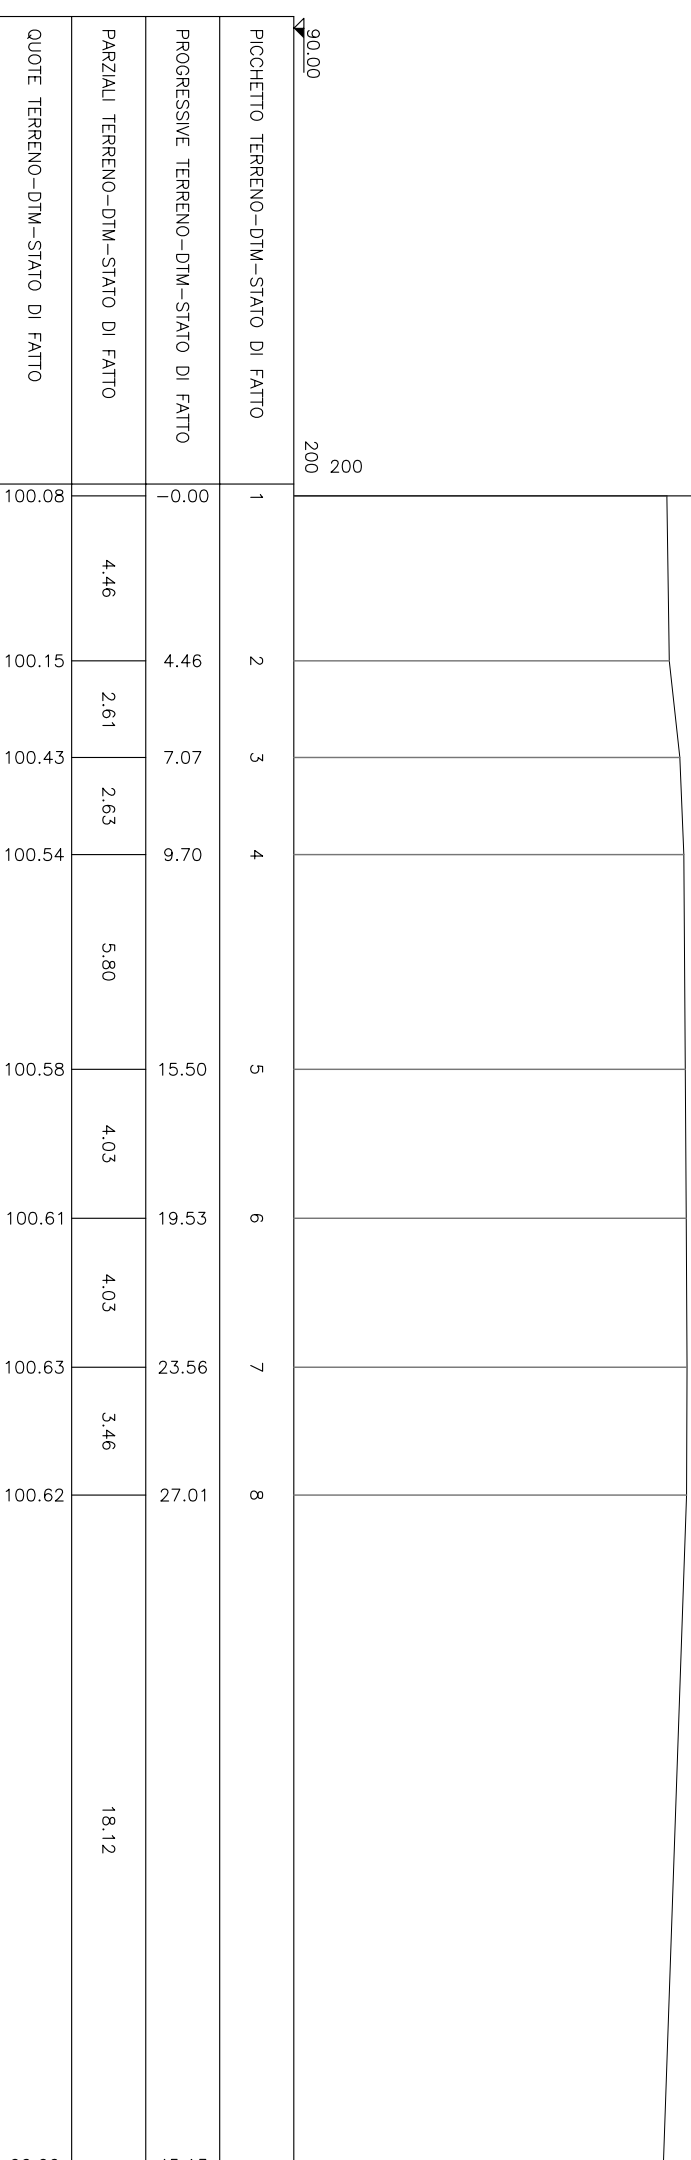 90.00
200 200
PICCHETTO TERRENO-DTM-STATO DI FATTO
1 2 3 4 5 6 7 8
PROGRESSIVE TERRENO-DTM-STATO DI FATTO
-0.00 4.46 7.07 9.70 15.50 19.53 23.56 27.01
PARZIALI TERRENO-DTM-STATO DI FATTO
4.46 2.61 2.63 5.80 4.03 4.03 3.46 18.12
QUOTE TERRENO-DTM-STATO DI FATTO
100.08 100.15 100.43 100.54 100.58 100.61 100.63 100.62